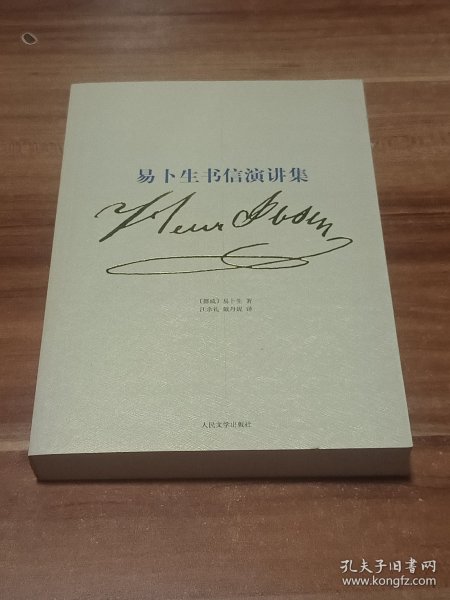 易卜生书信演讲集
Henrik Ibsen
〔挪威〕易卜生 著
汪余礼 戴丹妮 译
人民文学出版社
孔夫子旧书网
www.kongfz.com